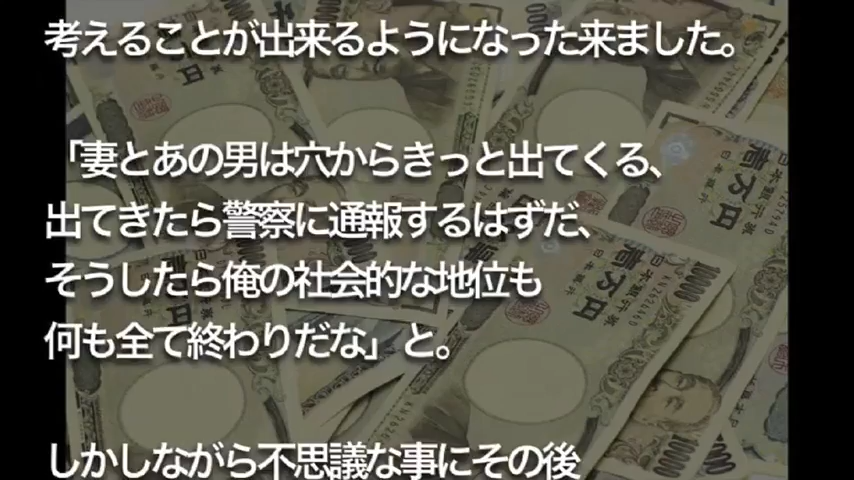 考えることが出来るようになった来ました。
「妻とあの男は穴からきっと出てくる、
出てきたら警察に通報するはずだ、
そうしたら俺の社会的な地位も
何も全て終わりだな」と。
しかしながら不思議な事にその後